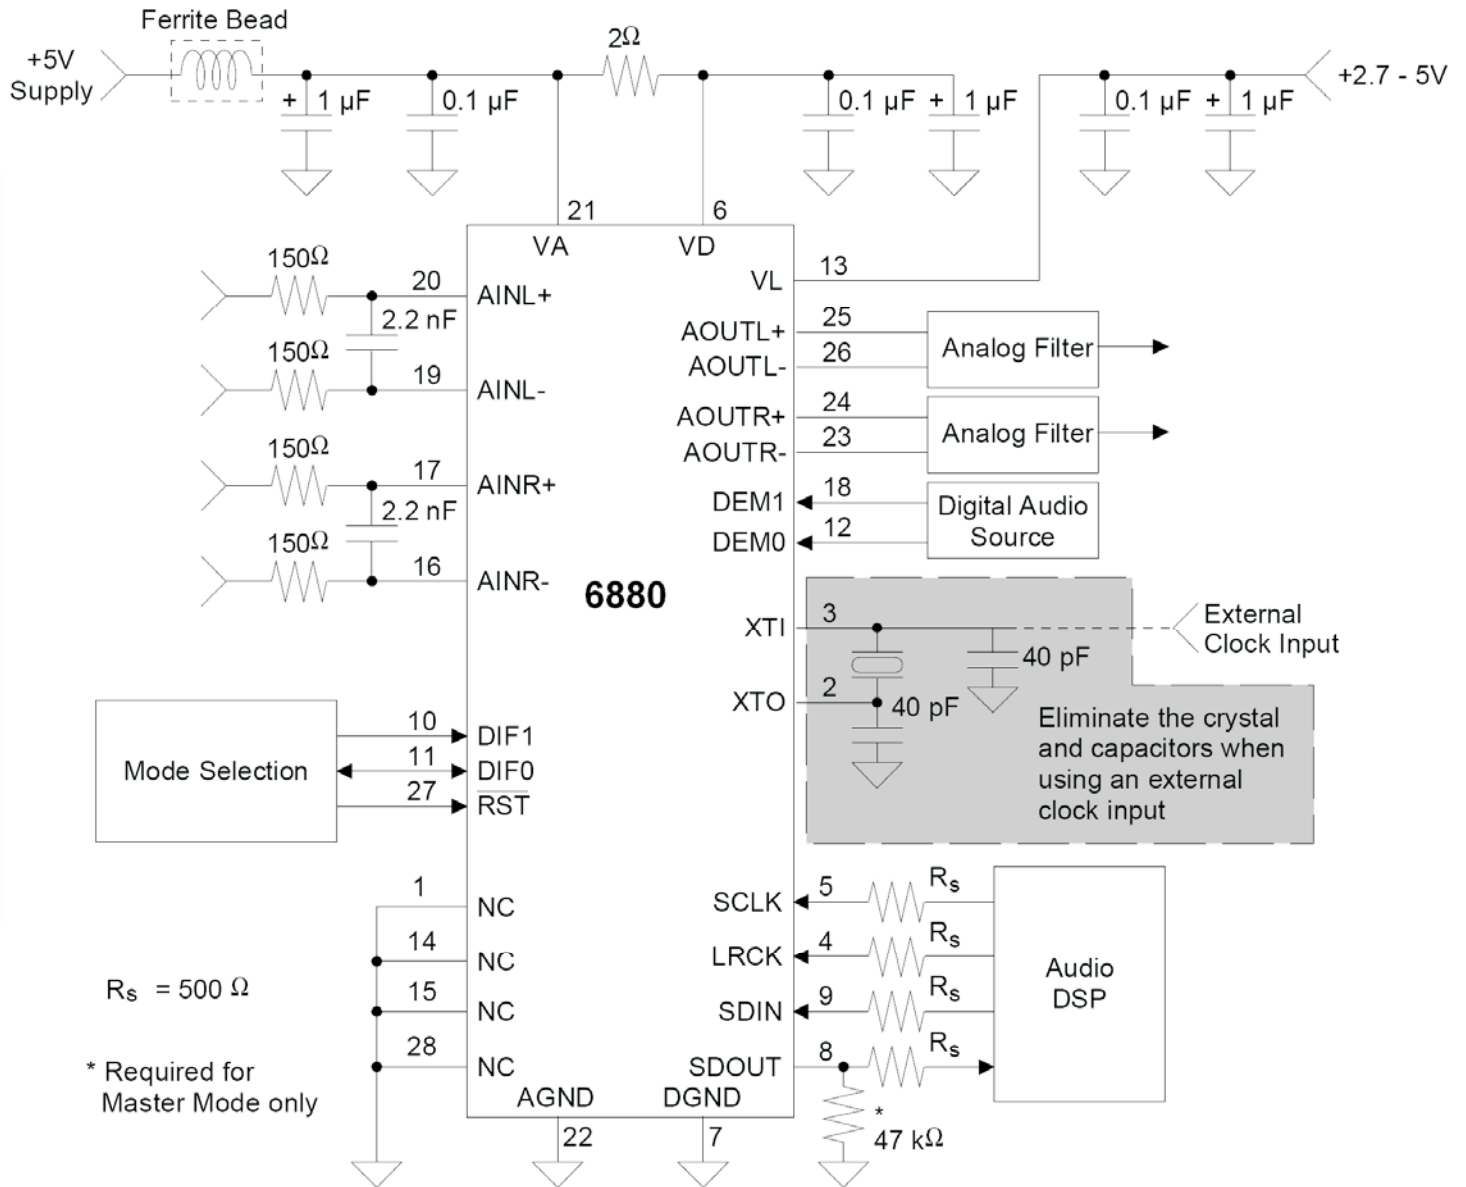 Ferrite Bead
+5V
Supply
2Ω
+2.7 - 5V
+ 1 µF
0.1 µF
0.1 µF
+ 1 µF
0.1 µF
+ 1 µF
21
6
VA
VD
13
VL
150Ω
20
AINL+
2.2 nF
150Ω
19
AINL-
150Ω
17
AINR+
2.2 nF
150Ω
16
AINR-
25
AOUTL+
26
AOUTL-
Analog Filter
24
AOUTR+
23
AOUTR-
Analog Filter
18
DEM1
12
DEM0
Digital Audio
Source
6880
3
XTI
External
Clock Input
40 pF
2
XTO
40 pF
Eliminate the crystal
and capacitors when
using an external
clock input
Mode Selection
10
DIF1
11
DIF0
27
RST
1
NC
14
NC
15
NC
28
NC
SCLK
5
Rs
LRCK
4
Rs
SDIN
9
Rs
SDOUT
8
Rs
Audio
DSP
Rs = 500 Ω
* Required for
Master Mode only
AGND
DGND
22
7
*
47 kΩ